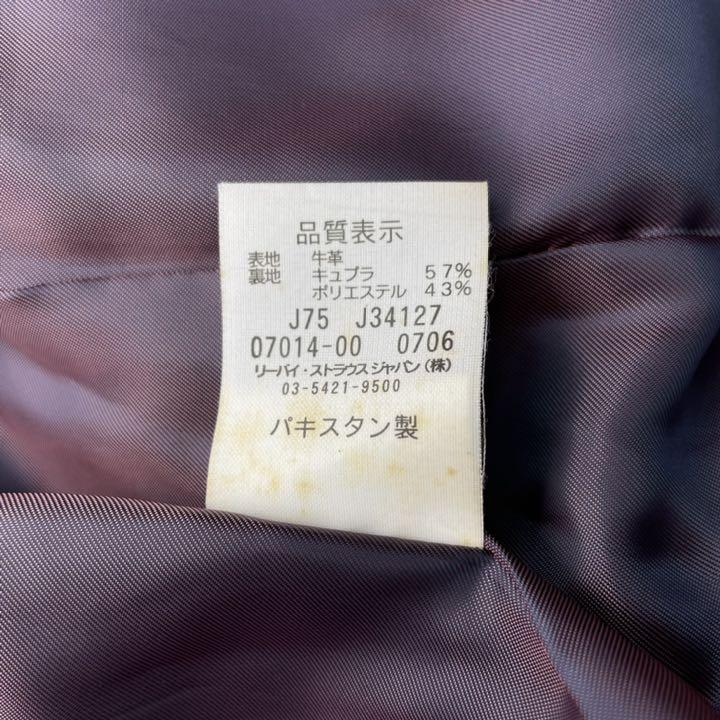 品質表示
表地 牛革
裏地 キュプラ 57%
ポリエステル 43%
J75 J34127
07014-00 0706
リーバイ・ストラウスジャパン(株)
03-5421-9500
パキスタン製